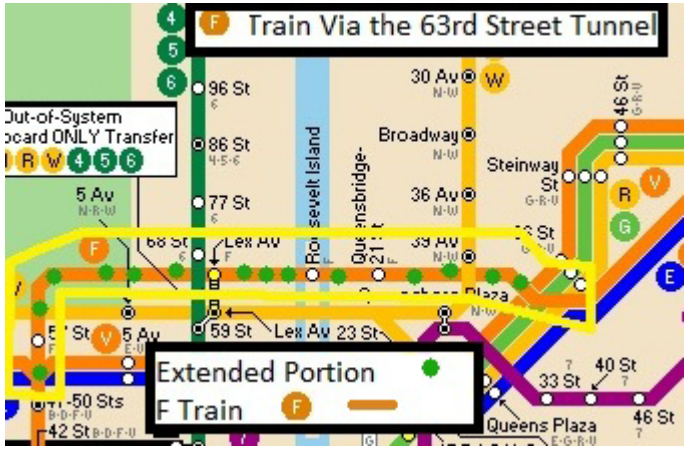 F Train Via the 63rd Street Tunnel
4
5
6
96 St
6
30 Av
N-W
W
Out-of-System
ocard ONLY Transfer
R W 4 5 6
86 St
4-5-6
Broadway
N-W
46 St
G-R-U
Steinway
St
G-R-U
R
V
G
Roosevelt Island
F
Queensbridge-
21 St
F
5 Av
N-R-W
77 St
6
36 Av
N-W
F
68 St
6
Lex Av
F
39 Av
N-W
G-R-U
E
Queensboro Plaza
N-W
57 St
V
5 Av
E-U
59 St
Lex Av
23 St-
Extended Portion
F Train F
47-50 Sts
B-D-F-U
42 St B-D-F-U
7
33 St
7
40 St
7
46 St
7
Queens Plaza
E-G-R-U
G